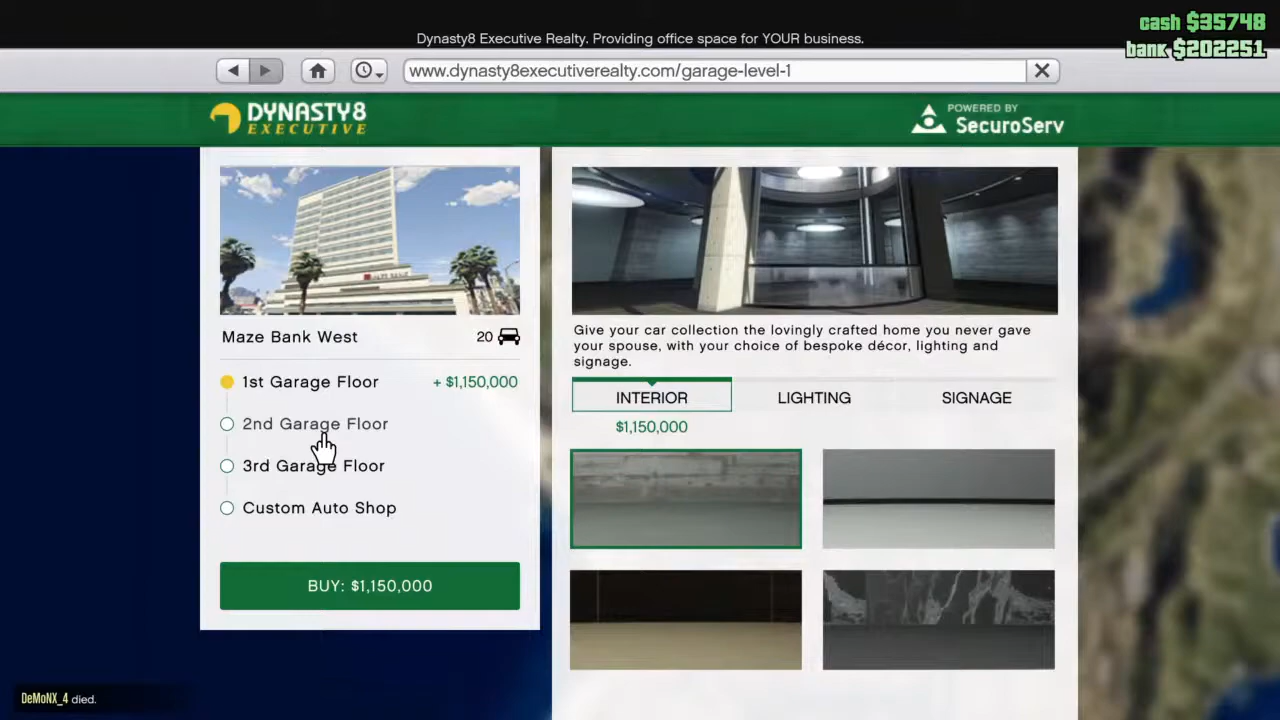 cash $35748
bank $202251
Dynasty8 Executive Realty. Providing office space for YOUR business.
www.dynasty8executiverealty.com/garage-level-1
DYNASTY8
EXECUTIVE
POWERED BY
SecuroServ
MAZE BANK
Maze Bank West
20
1st Garage Floor
+ $1,150,000
2nd Garage Floor
3rd Garage Floor
Custom Auto Shop
BUY: $1,150,000
Give your car collection the lovingly crafted home you never gave
your spouse, with your choice of bespoke décor, lighting and
signage.
INTERIOR
LIGHTING
SIGNAGE
$1,150,000
DeMoNX_4 died.